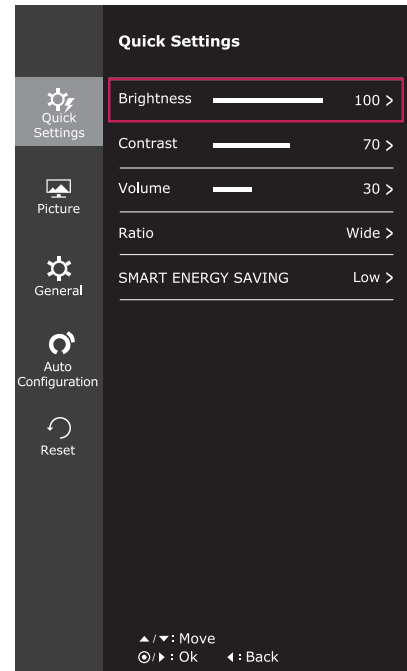 Quick Settings
Quick
Settings
Picture
General
Auto
Configuration
Reset
Brightness 100 >
Contrast 70 >
Volume 30 >
Ratio Wide >
SMART ENERGY SAVING Low >
▲/▼: Move
◉/▶ : Ok ◀ : Back